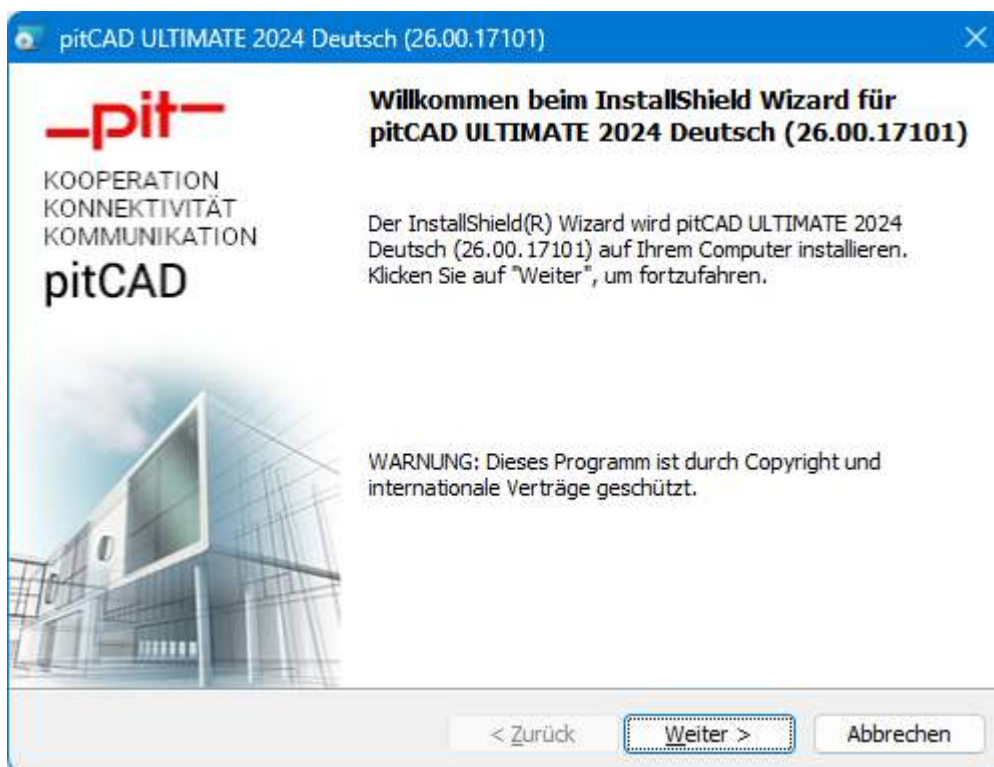 pitCAD ULTIMATE 2024 Deutsch (26.00.17101)
pit
KOOPERATION
KONNEKTIVITÄT
KOMMUNIKATION
pitCAD
Willkommen beim InstallShield Wizard für
pitCAD ULTIMATE 2024 Deutsch (26.00.17101)
Der InstallShield(R) Wizard wird pitCAD ULTIMATE 2024
Deutsch (26.00.17101) auf Ihrem Computer installieren.
Klicken Sie auf "Weiter", um fortzufahren.
WARNUNG: Dieses Programm ist durch Copyright und
internationale Verträge geschützt.
< Zurück Weiter > Abbrechen